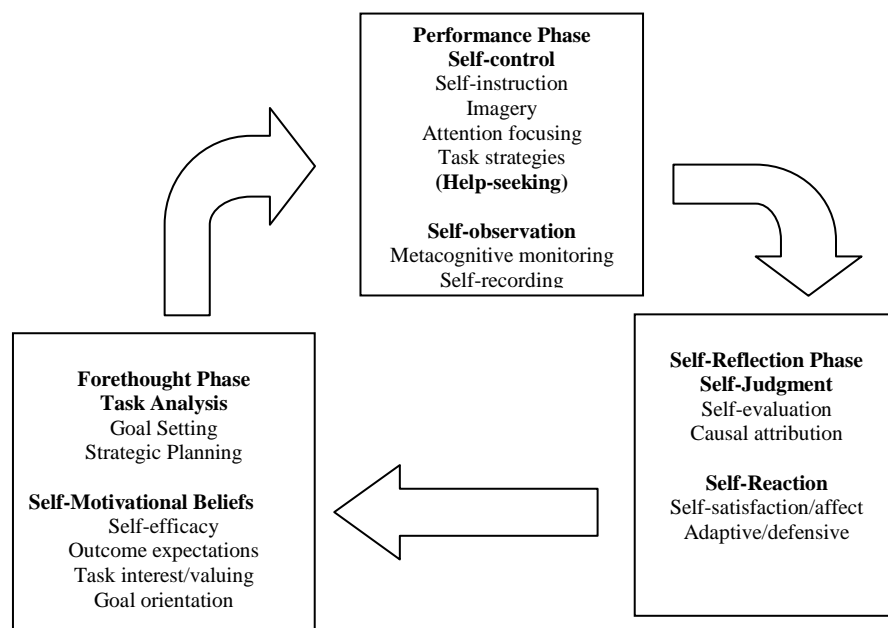 Performance Phase
Self-control
Self-instruction
Imagery
Attention focusing
Task strategies
(Help-seeking)
Self-observation
Metacognitive monitoring
Self-recording
Forethought Phase
Task Analysis
Goal Setting
Strategic Planning
Self-Motivational Beliefs
Self-efficacy
Outcome expectations
Task interest/valuing
Goal orientation
Self-Reflection Phase
Self-Judgment
Self-evaluation
Causal attribution
Self-Reaction
Self-satisfaction/affect
Adaptive/defensive